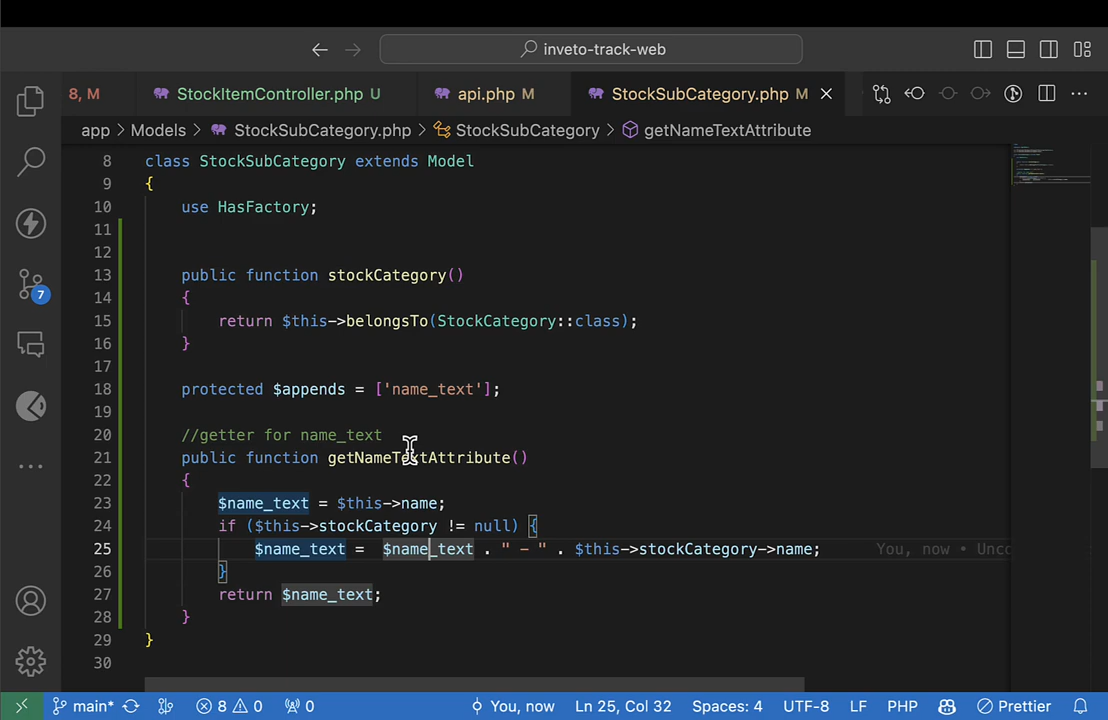 inveto-track-web
8, M StockItemController.php U api.php M StockSubCategory.php M
app > Models > StockSubCategory.php > StockSubCategory > getNameTextAttribute
8 class StockSubCategory extends Model
9 {
10 use HasFactory;
11
12
13 public function stockCategory()
14 {
15 return $this->belongsTo(StockCategory::class);
16 }
17
18 protected $appends = ['name_text'];
19
20 //getter for name_text
21 public function getNameTextAttribute()
22 {
23 $name_text = $this->name;
24 if ($this->stockCategory != null) {
25 $name_text = $name_text . " - " . $this->stockCategory->name; You, now • Unco
26 }
27 return $name_text;
28 }
29 }
30
7
main* 8 0 0 You, now Ln 25, Col 32 Spaces: 4 UTF-8 LF PHP Prettier